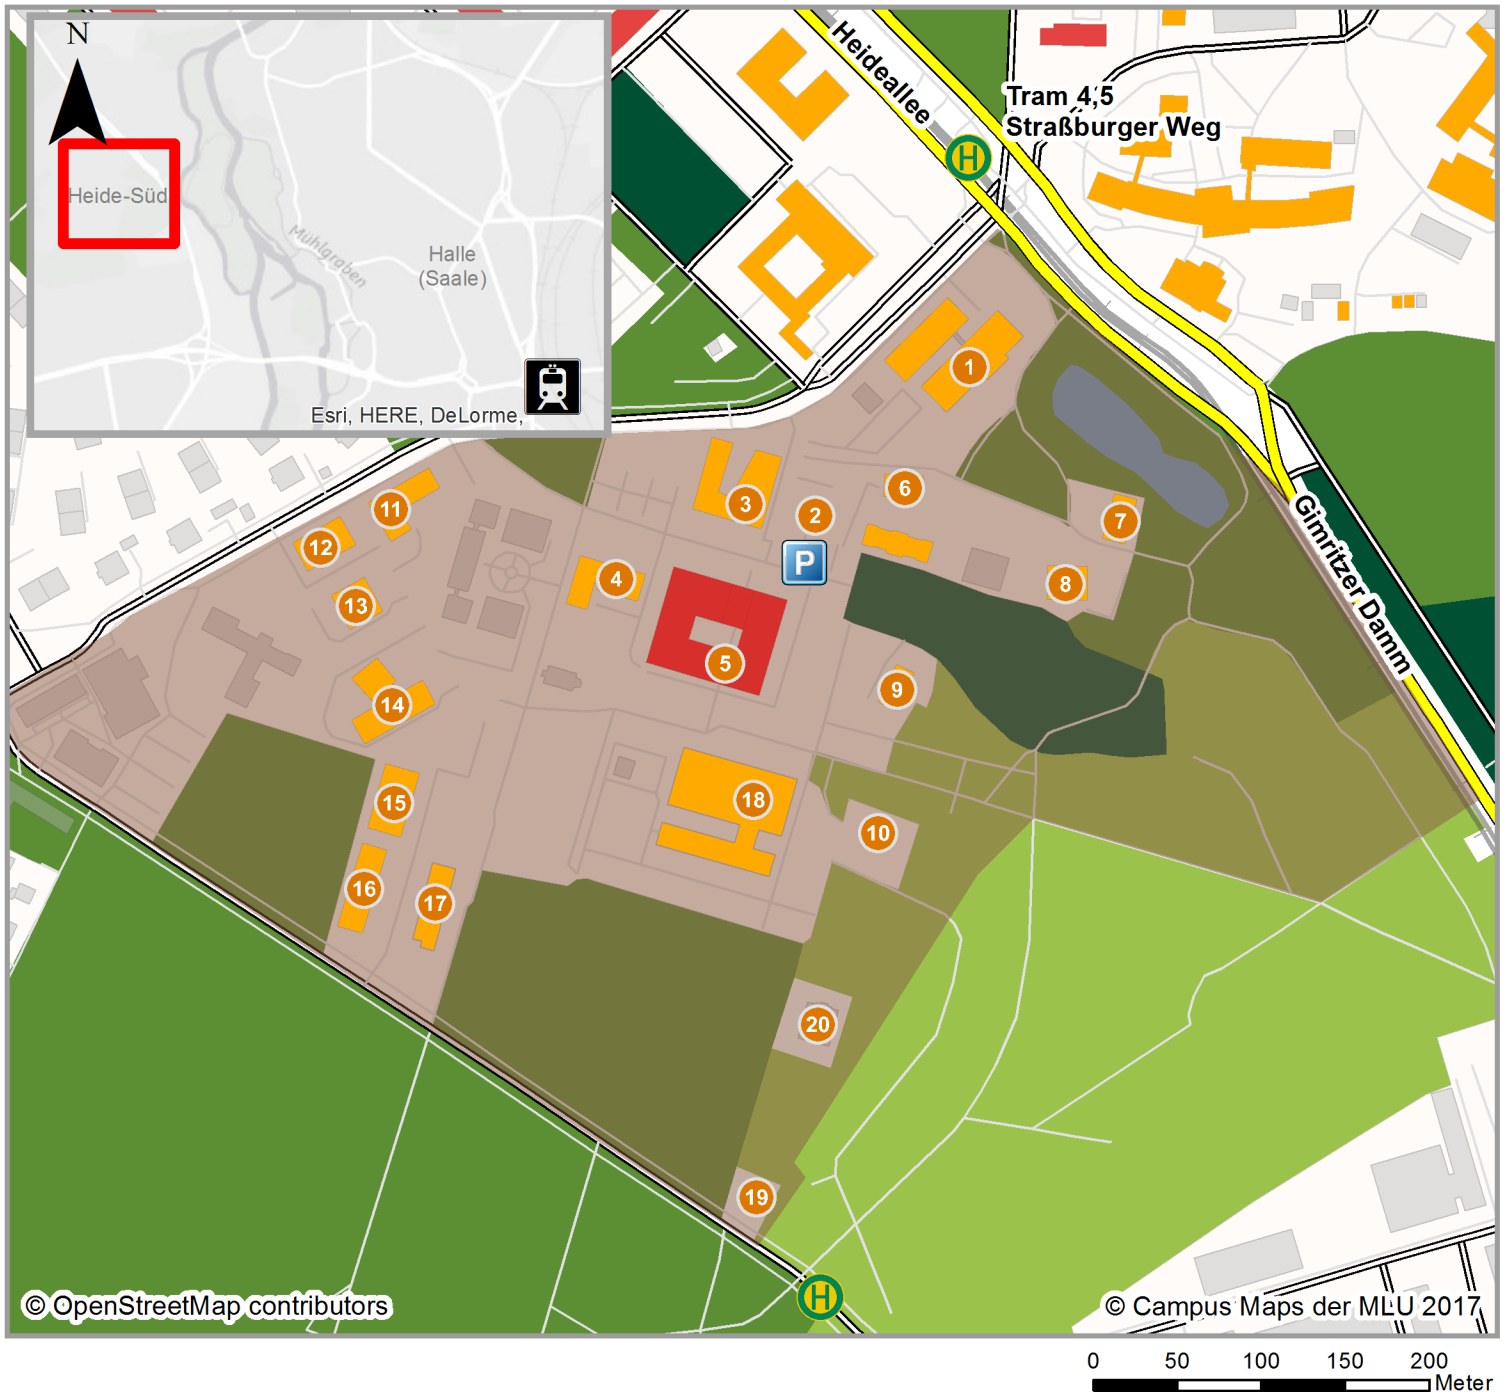 N
Heide-Süd
Mühlgraben
Halle
(Saale)
Esri, HERE, DeLorme,
Heideallee
Tram 4,5
Straßburger Weg
H
1
3
2
6
7
P
11
12
4
8
13
5
9
14
Gimritzer Damm
15
18
10
16
17
20
19
H
© OpenStreetMap contributors
© Campus Maps der MLU 2017
0 50 100 150 200
Meter